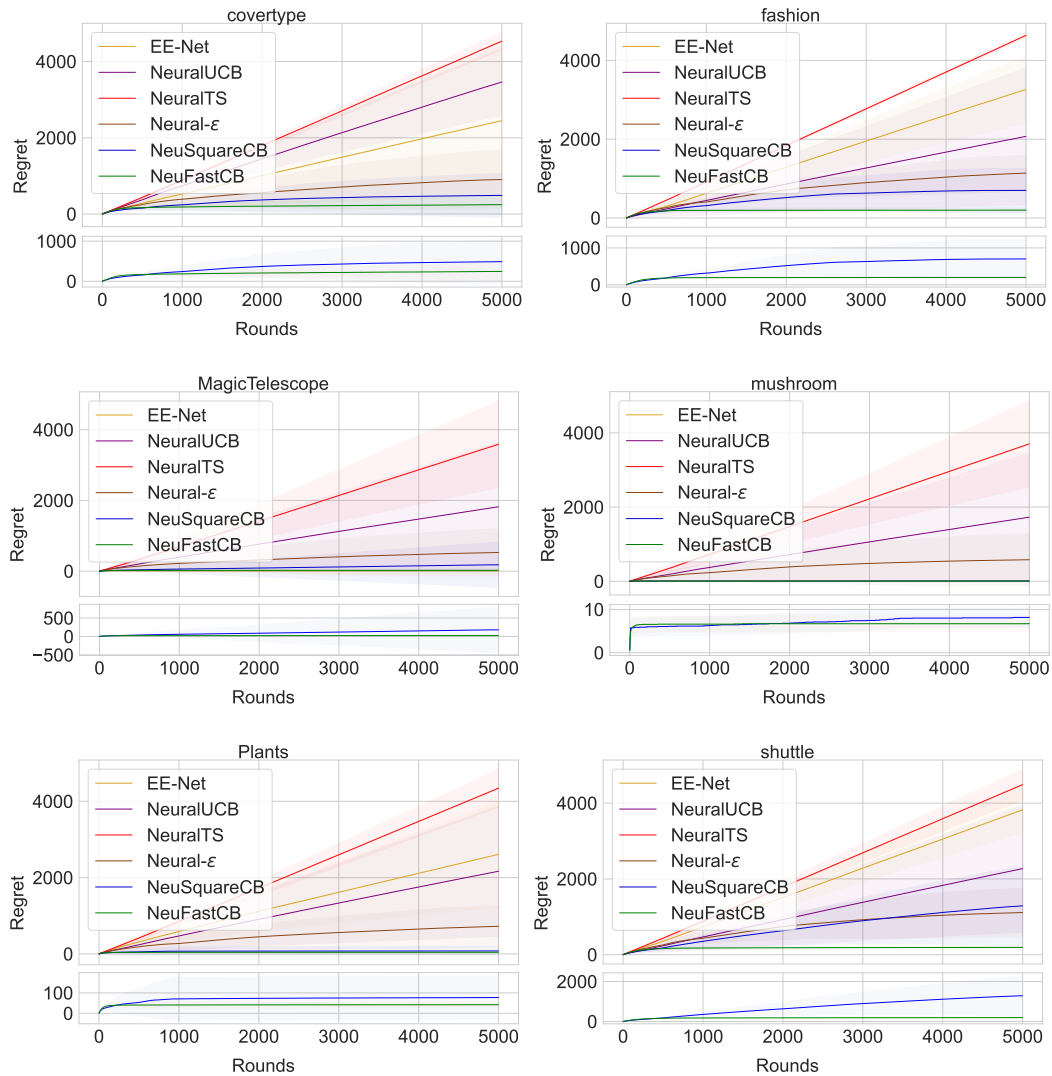 covertype
EE-Net
NeuralUCB
NeuralTS
Neural-ε
NeuSquareCB
NeuFastCB
Regret
4000
2000
0
1000
0
0 1000 2000 3000 4000 5000
Rounds
fashion
EE-Net
NeuralUCB
NeuralTS
Neural-ε
NeuSquareCB
NeuFastCB
Regret
4000
2000
0
1000
0
0 1000 2000 3000 4000 5000
Rounds
MagicTelescope
EE-Net
NeuralUCB
NeuralTS
Neural-ε
NeuSquareCB
NeuFastCB
Regret
4000
2000
0
500
0
−500
0 1000 2000 3000 4000 5000
Rounds
mushroom
EE-Net
NeuralUCB
NeuralTS
Neural-ε
NeuSquareCB
NeuFastCB
Regret
4000
2000
0
10
0
0 1000 2000 3000 4000 5000
Rounds
Plants
EE-Net
NeuralUCB
NeuralTS
Neural-ε
NeuSquareCB
NeuFastCB
Regret
4000
2000
0
100
0
0 1000 2000 3000 4000 5000
Rounds
shuttle
EE-Net
NeuralUCB
NeuralTS
Neural-ε
NeuSquareCB
NeuFastCB
Regret
4000
2000
0
2000
0
0 1000 2000 3000 4000 5000
Rounds